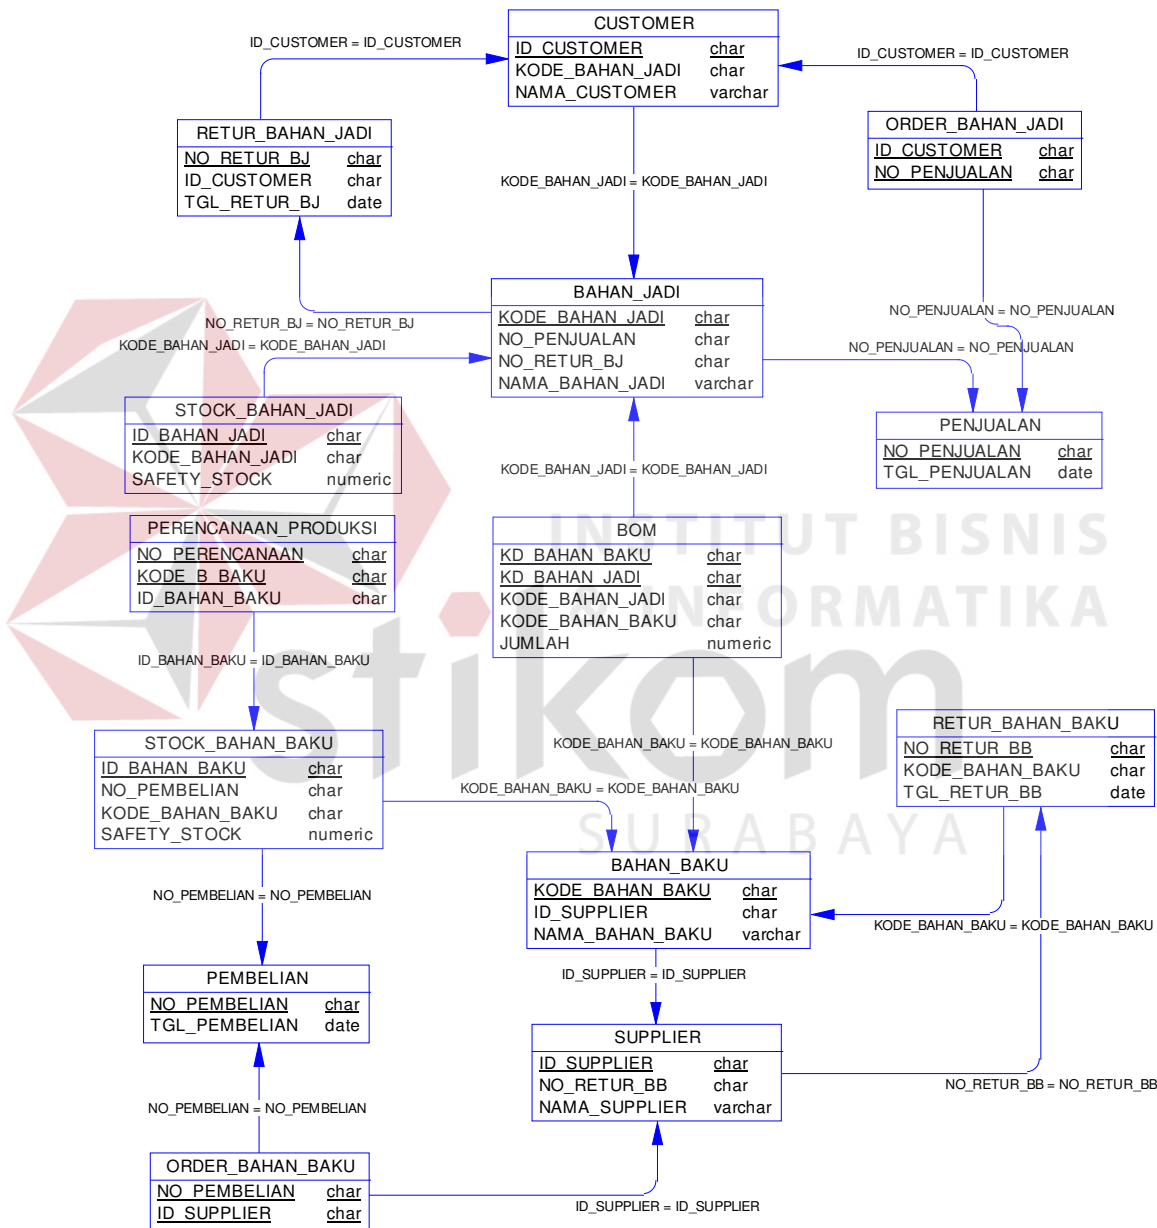 CUSTOMER
ID_CUSTOMER char
KODE_BAHAN_JADI char
NAMA_CUSTOMER varchar
ID_CUSTOMER = ID_CUSTOMER
ID_CUSTOMER = ID_CUSTOMER
RETUR_BAHAN_JADI
NO_RETUR_BJ char
ID_CUSTOMER char
TGL_RETUR_BJ date
ORDER_BAHAN_JADI
ID_CUSTOMER char
NO_PENJUALAN char
KODE_BAHAN_JADI = KODE_BAHAN_JADI
BAHAN_JADI
KODE_BAHAN_JADI char
NO_PENJUALAN char
NO_RETUR_BJ char
NAMA_BAHAN_JADI varchar
NO_RETUR_BJ = NO_RETUR_BJ
KODE_BAHAN_JADI = KODE_BAHAN_JADI
NO_PENJUALAN = NO_PENJUALAN
NO_PENJUALAN = NO_PENJUALAN
STOCK_BAHAN_JADI
ID_BAHAN_JADI char
KODE_BAHAN_JADI char
SAFETY_STOCK numeric
PENJUALAN
NO_PENJUALAN char
TGL_PENJUALAN date
KODE_BAHAN_JADI = KODE_BAHAN_JADI
PERENCANAAN_PRODUKSI
NO_PERENCANAAN char
KODE_B_BAKU char
ID_BAHAN_BAKU char
BOM
KD_BAHAN_BAKU char
KD_BAHAN_JADI char
KODE_BAHAN_JADI char
KODE_BAHAN_BAKU char
JUMLAH numeric
INSTITUT BISNIS
& INFORMATIKA
stikom
SURABAYA
ID_BAHAN_BAKU = ID_BAHAN_BAKU
STOCK_BAHAN_BAKU
ID_BAHAN_BAKU char
NO_PEMBELIAN char
KODE_BAHAN_BAKU char
SAFETY_STOCK numeric
KODE_BAHAN_BAKU = KODE_BAHAN_BAKU
KODE_BAHAN_BAKU = KODE_BAHAN_BAKU
RETUR_BAHAN_BAKU
NO_RETUR_BB char
KODE_BAHAN_BAKU char
TGL_RETUR_BB date
BAHAN_BAKU
KODE_BAHAN_BAKU char
ID_SUPPLIER char
NAMA_BAHAN_BAKU varchar
NO_PEMBELIAN = NO_PEMBELIAN
KODE_BAHAN_BAKU = KODE_BAHAN_BAKU
PEMBELIAN
NO_PEMBELIAN char
TGL_PEMBELIAN date
ID_SUPPLIER = ID_SUPPLIER
SUPPLIER
ID_SUPPLIER char
NO_RETUR_BB char
NAMA_SUPPLIER varchar
NO_RETUR_BB = NO_RETUR_BB
NO_PEMBELIAN = NO_PEMBELIAN
ORDER_BAHAN_BAKU
NO_PEMBELIAN char
ID_SUPPLIER char
ID_SUPPLIER = ID_SUPPLIER